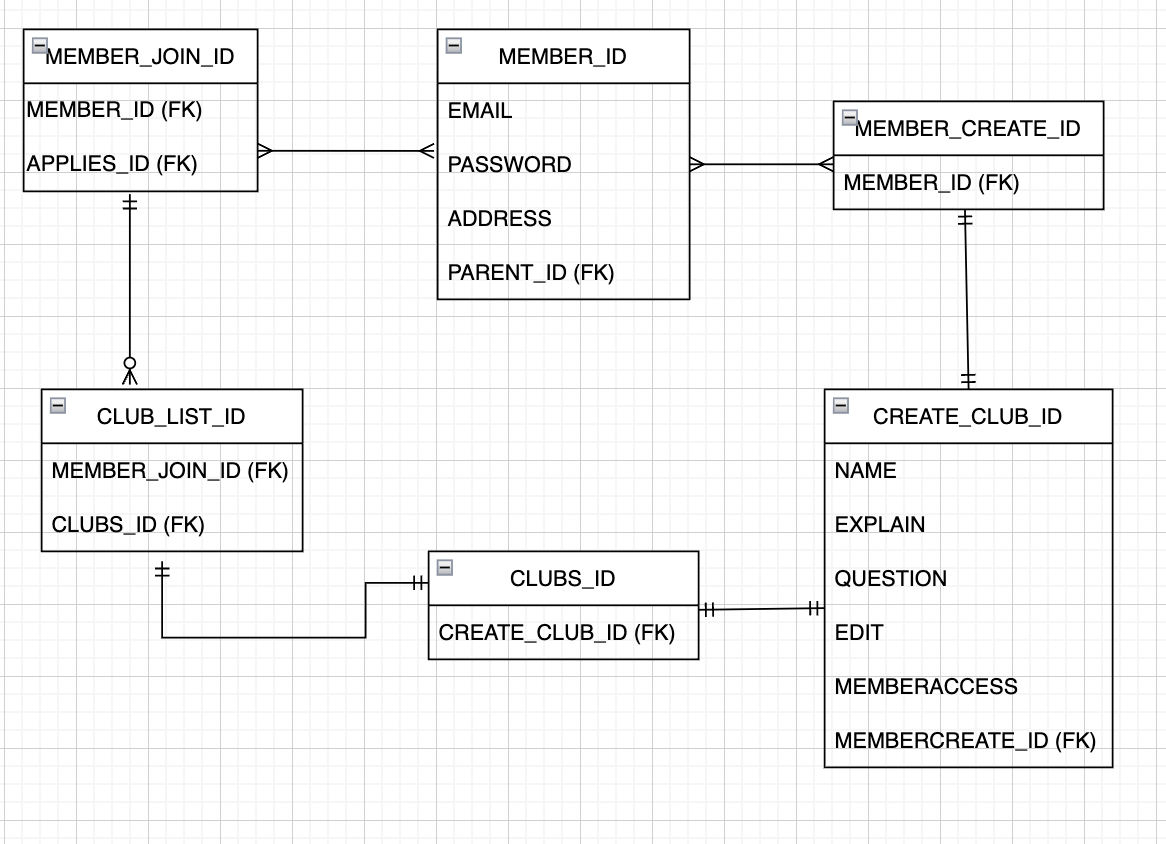 MEMBER_JOIN_ID
MEMBER_ID (FK)
APPLIES_ID (FK)
MEMBER_ID
EMAIL
PASSWORD
ADDRESS
PARENT_ID (FK)
MEMBER_CREATE_ID
MEMBER_ID (FK)
CLUB_LIST_ID
MEMBER_JOIN_ID (FK)
CLUBS_ID (FK)
CLUBS_ID
CREATE_CLUB_ID (FK)
CREATE_CLUB_ID
NAME
EXPLAIN
QUESTION
EDIT
MEMBERACCESS
MEMBERCREATE_ID (FK)